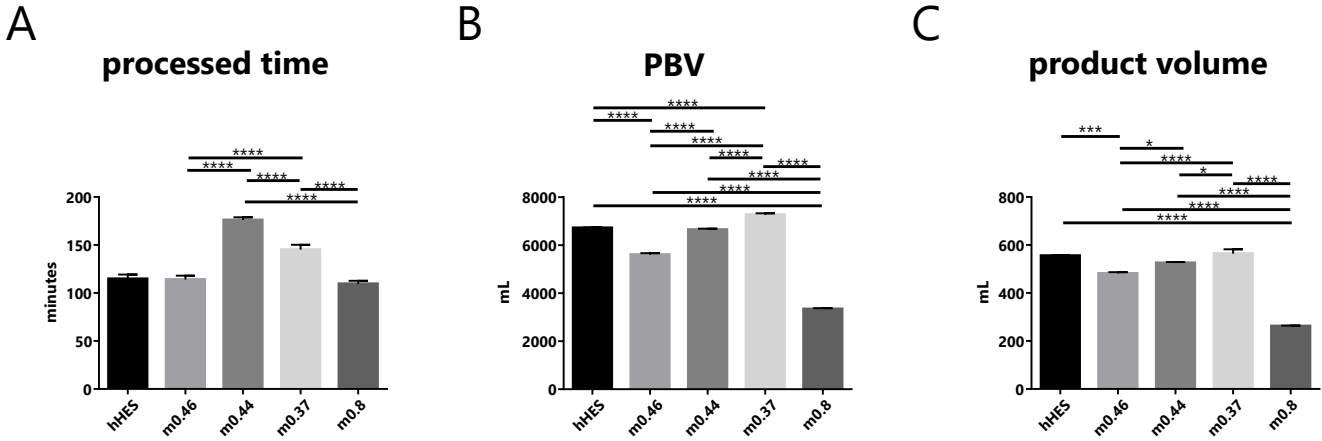 A
processed time
****
****
****
****
****
200
150
100
50
0
minutes
hHES
m0.46
m0.44
m0.37
m0.8
B
PBV
****
****
****
****
****
****
****
****
****
8000
6000
4000
2000
0
mL
hHES
m0.46
m0.44
m0.37
m0.8
C
product volume
***
*
****
*
****
****
****
****
800
600
400
200
0
mL
hHES
m0.46
m0.44
m0.37
m0.8